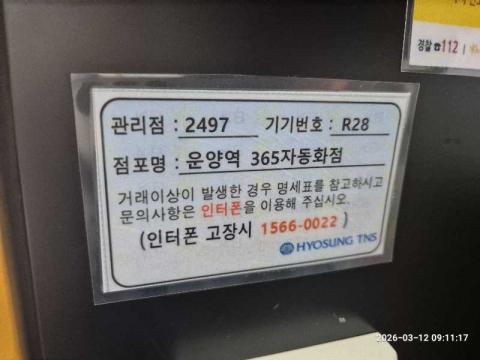 경찰☎112
관리점 : 2497 기기번호 : R28
점포명 : 운양역 365자동화점
거래이상이 발생한 경우 명세표를 참고하시고
문의사항은 인터폰을 이용해 주십시오.
(인터폰 고장시 1566-0022 )
HYOSUNG TNS
2026-03-12 09:11:17